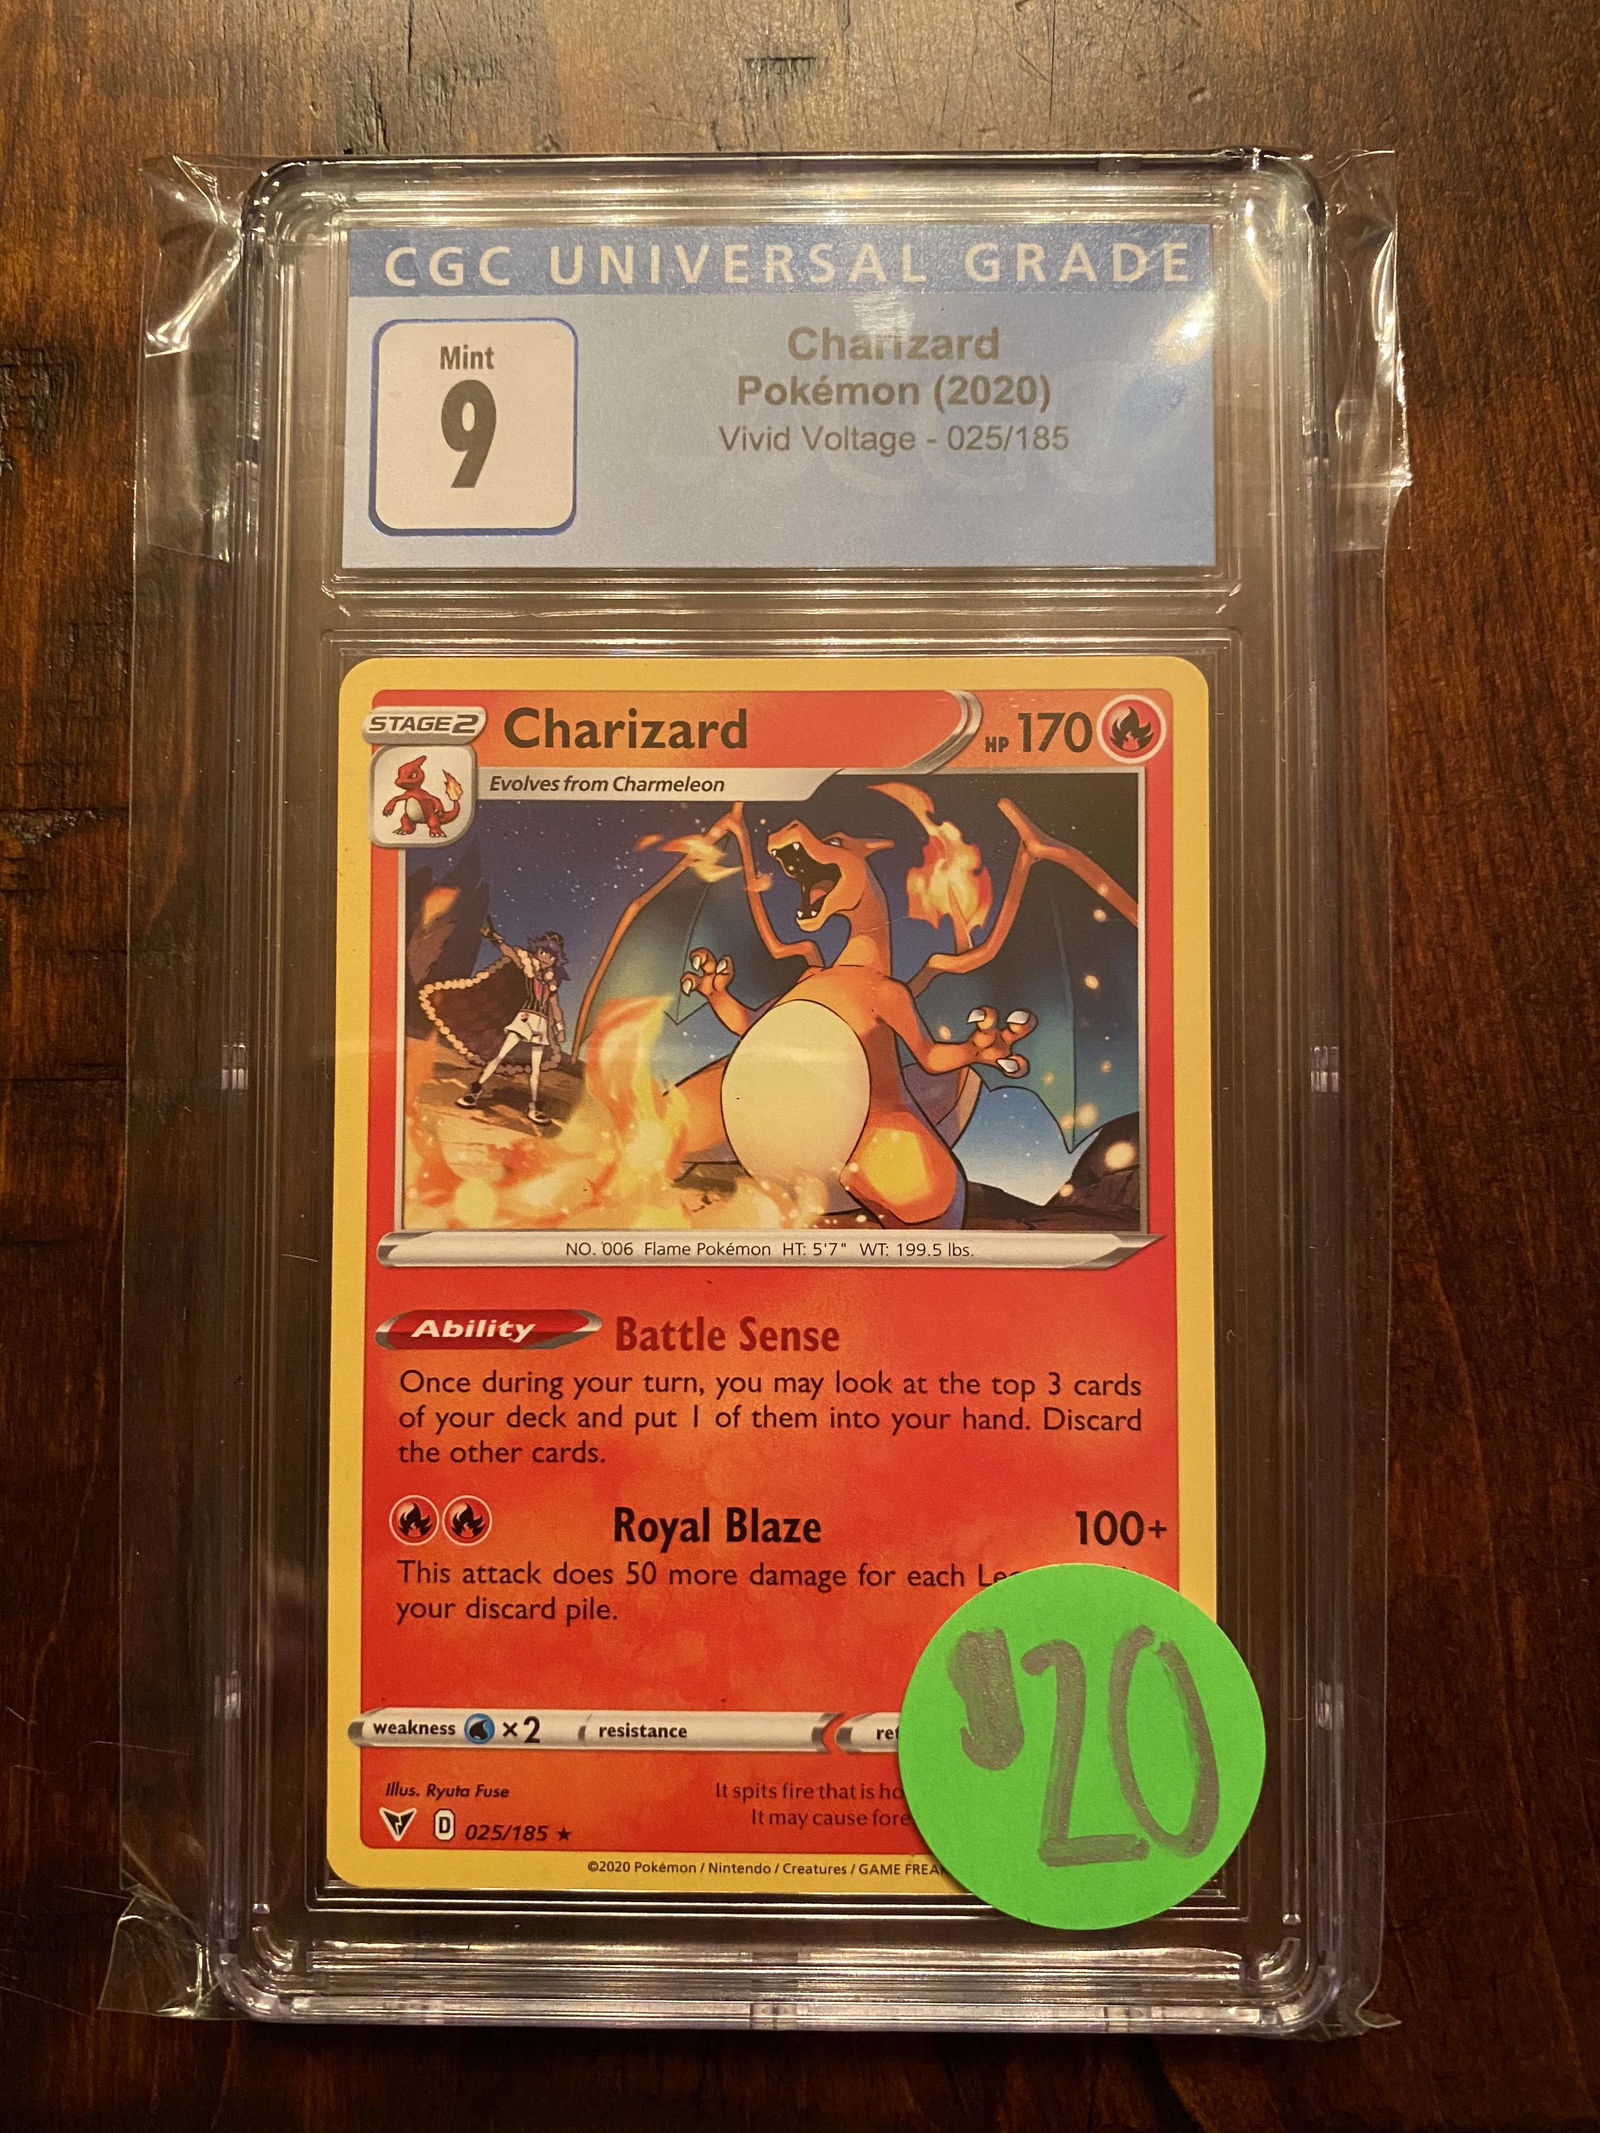 CGC UNIVERSAL GRADE
Mint
9
Charizard
Pokémon (2020)
Vivid Voltage - 025/185
STAGE 2
Charizard
HP 170
Evolves from Charmeleon
NO. 006 Flame Pokémon HT: 5'7" WT: 199.5 lbs.
Ability
Battle Sense
Once during your turn, you may look at the top 3 cards
of your deck and put 1 of them into your hand. Discard
the other cards.
Royal Blaze 100+
This attack does 50 more damage for each
your discard pile.
weakness ×2 resistance
Illus. Ryuta Fuse
It spits fire that is
It may cause
D 025/185 ★
©2020 Pokémon / Nintendo / Creatures / GAME
$20